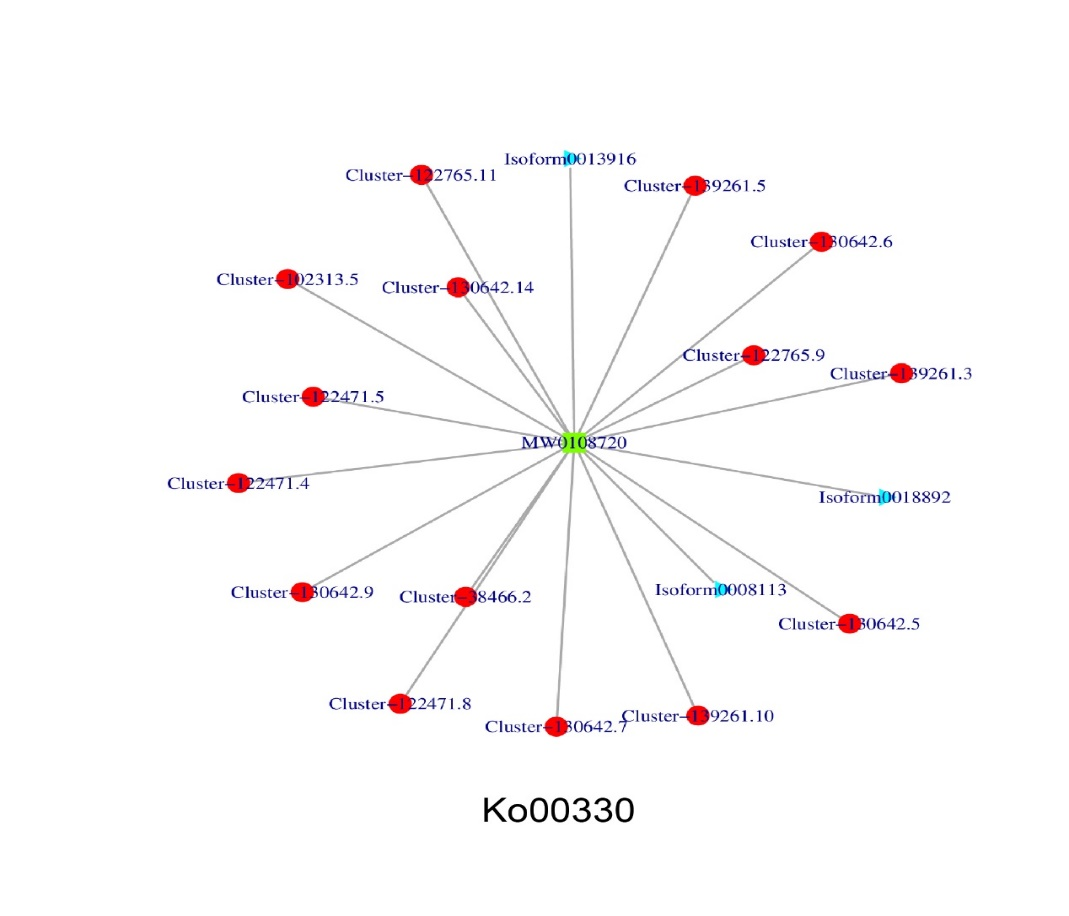 Isoform0013916
Cluster−122765.11
Cluster−139261.5
Cluster−130642.6
Cluster−102313.5
Cluster−130642.14
Cluster−122765.9
Cluster−139261.3
Cluster−122471.5
MW0108720
Cluster−122471.4
Isoform0018892
Cluster−130642.9
Cluster−38466.2
Isoform0008113
Cluster−130642.5
Cluster−122471.8
Cluster−130642.7
Cluster−139261.10
Ko00330